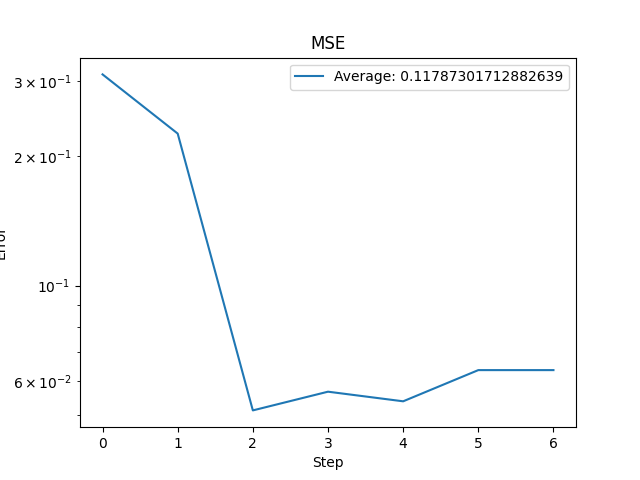 MSE
Average: 0.11787301712882639
3 × 10⁻¹
2 × 10⁻¹
10⁻¹
6 × 10⁻²
Error
0 1 2 3 4 5 6
Step